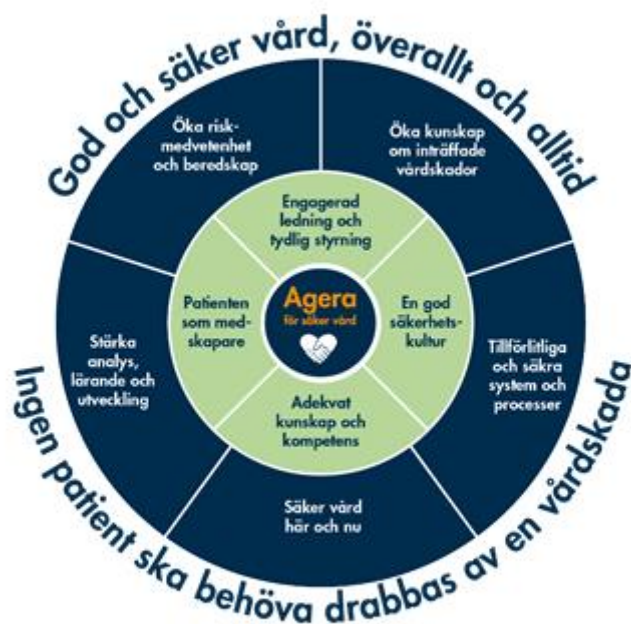 God och säker vård, överallt och alltid
Öka risk-
medvetenhet
och beredskap
Öka kunskap
om inträffade
vårdskador
Engagerad
ledning och
tydlig styrning
Patienten
som med-
skapare
Agera
för säker vård
En god
säkerhets-
kultur
Stärka
analys,
lärande och
utveckling
Tillförlitliga
och säkra
system och
processer
Adekvat
kunskap och
kompetens
Säker vård
här och nu
Ingen patient ska behöva drabbas av en vårdskada